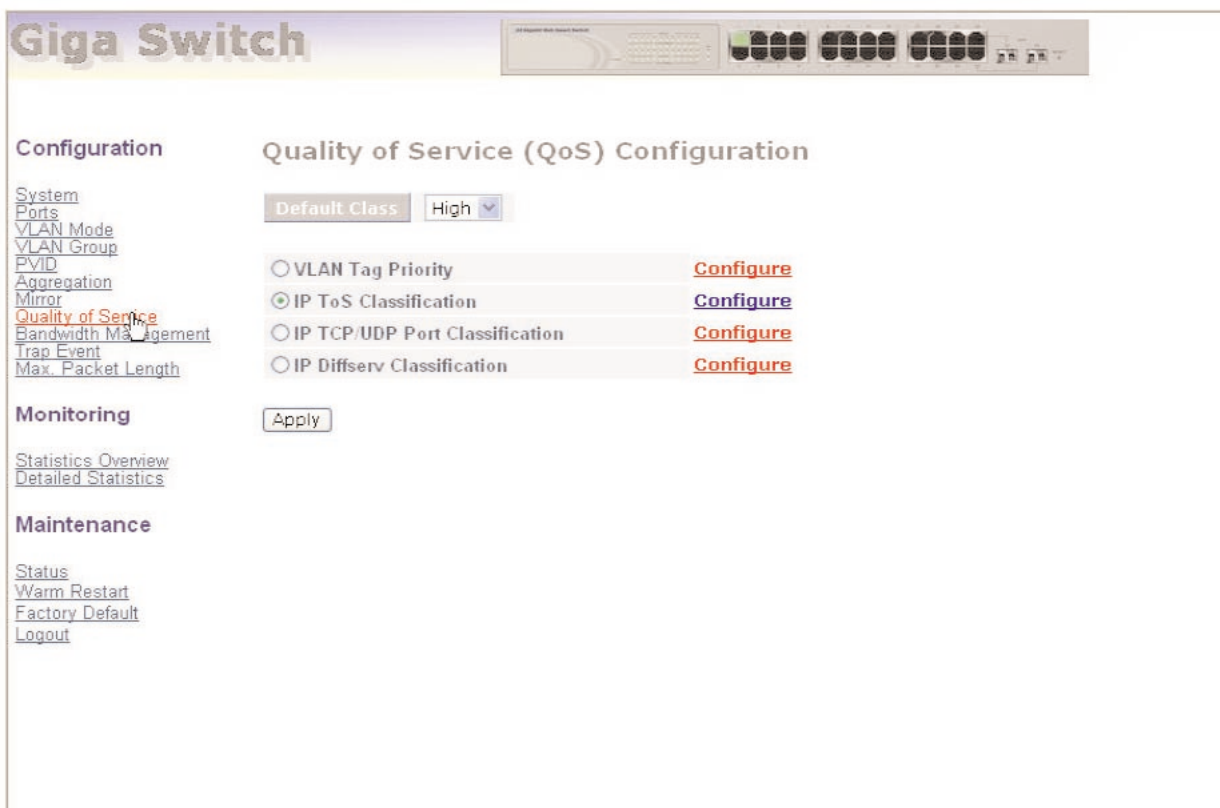 Giga Switch
Configuration
System
Ports
VLAN Mode
VLAN Group
PVID
Aggregation
Mirror
Quality of Service
Bandwidth Management
Trap Event
Max. Packet Length
Monitoring
Statistics Overview
Detailed Statistics
Maintenance
Status
Warm Restart
Factory Default
Logout
Quality of Service (QoS) Configuration
Default Class High
VLAN Tag Priority Configure
IP ToS Classification Configure
IP TCP/UDP Port Classification Configure
IP Diffserv Classification Configure
Apply